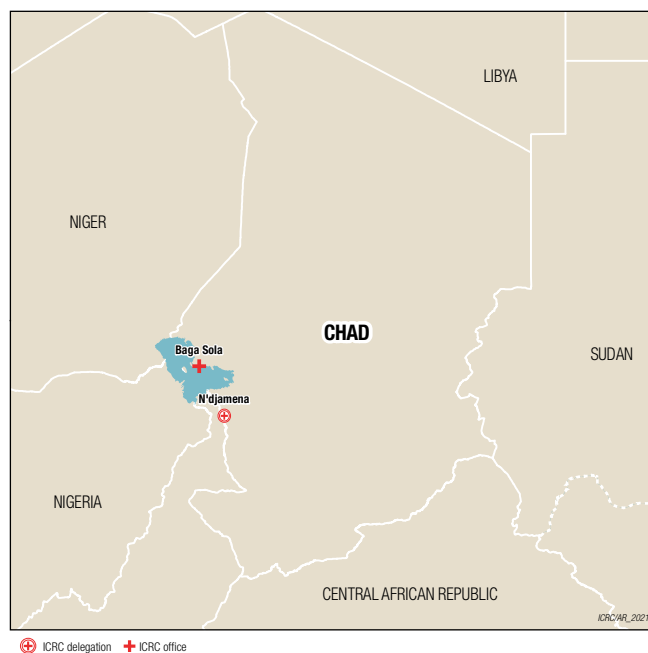 LIBYA
NIGER
CHAD
Baga Sola
SUDAN
N'djamena
NIGERIA
CENTRAL AFRICAN REPUBLIC
ICRC/AR_2021
ICRC delegation ICRC office